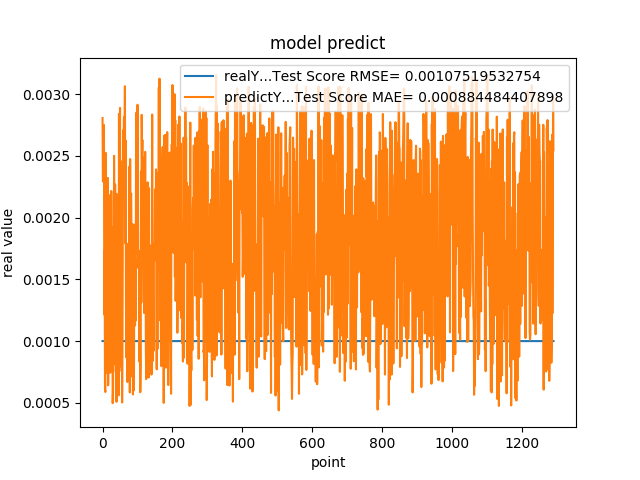 model predict
realY...Test Score RMSE= 0.00107519532754
predictY...Test Score MAE= 0.000884484407898
0.0030
0.0025
0.0020
0.0015
0.0010
0.0005
real value
0 200 400 600 800 1000 1200
point